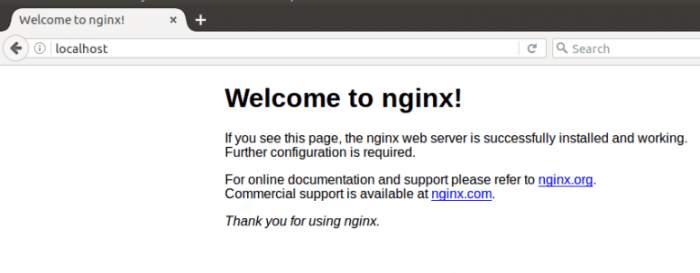 Welcome to nginx!
localhost
Search
Welcome to nginx!
If you see this page, the nginx web server is successfully installed and working.
Further configuration is required.
For online documentation and support please refer to nginx.org.
Commercial support is available at nginx.com.
Thank you for using nginx.